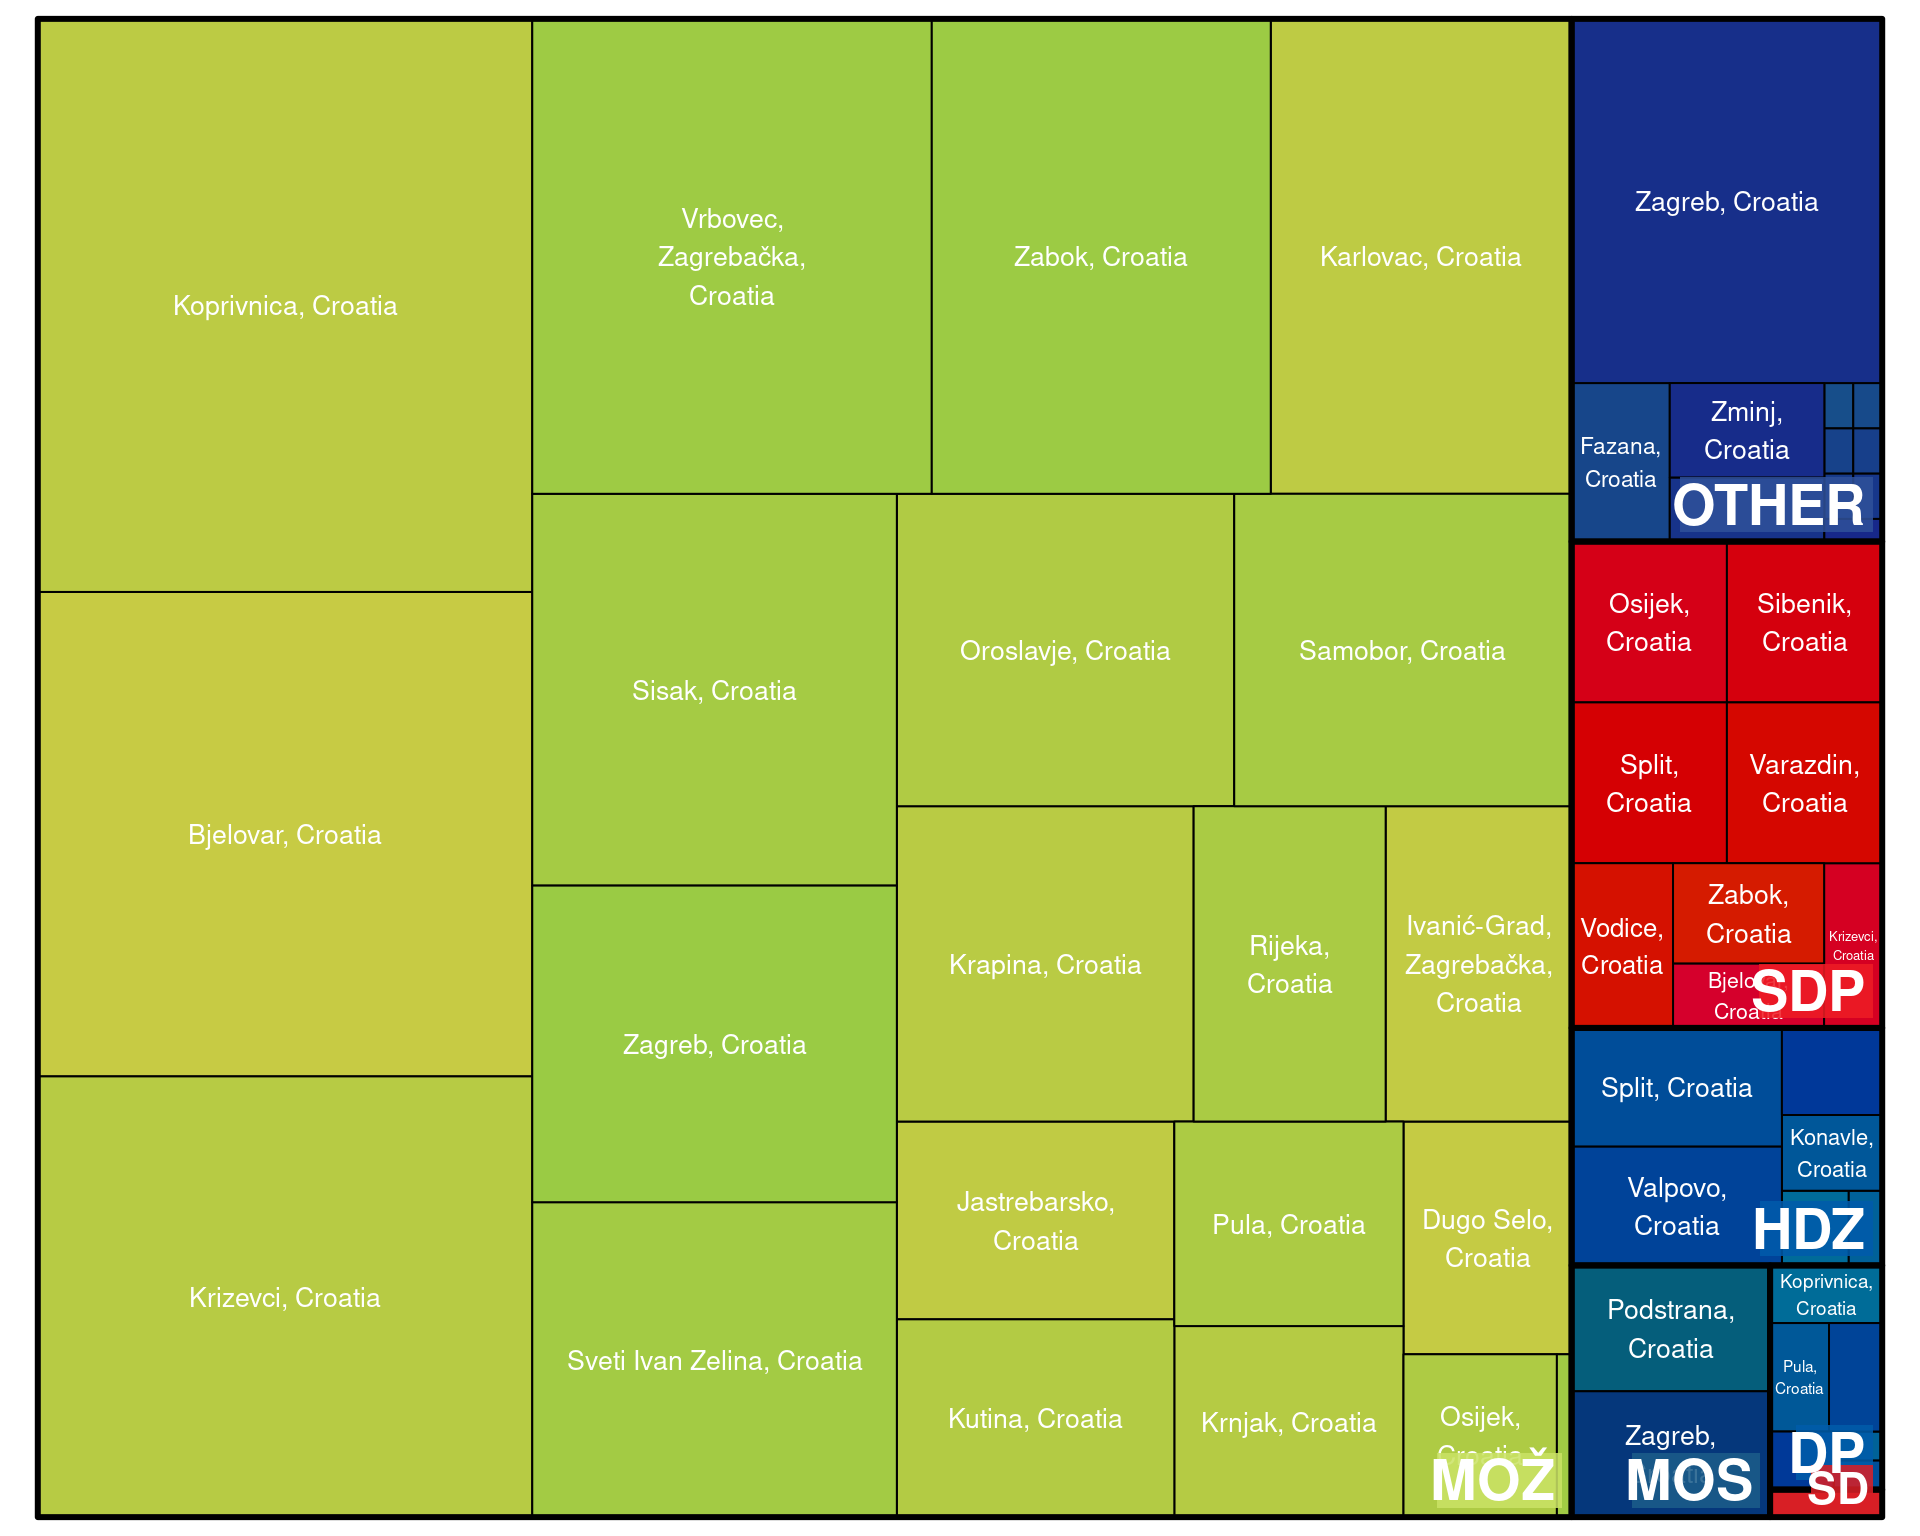 Koprivnica, Croatia
Bjelovar, Croatia
Krizevci, Croatia
Vrbovec,
Zagrebačka,
Croatia
Zabok, Croatia
Karlovac, Croatia
Sisak, Croatia
Zagreb, Croatia
Sveti Ivan Zelina, Croatia
Oroslavje, Croatia
Samobor, Croatia
Krapina, Croatia
Rijeka,
Croatia
Ivanić-Grad,
Zagrebačka,
Croatia
Jastrebarsko,
Croatia
Kutina, Croatia
Pula, Croatia
Krnjak, Croatia
Dugo Selo,
Croatia
Osijek,
Croatia
MOŽ
Zagreb, Croatia
Fazana,
Croatia
Zminj,
Croatia
OTHER
Osijek,
Croatia
Sibenik,
Croatia
Split,
Croatia
Varazdin,
Croatia
Vodice,
Croatia
Zabok,
Croatia
Krizevci,
Croatia
Bjelovar,
Croatia
SDP
Split, Croatia
Valpovo,
Croatia
Konavle,
Croatia
HDZ
Podstrana,
Croatia
Zagreb,
Croatia
MOS
Koprivnica,
Croatia
Pula,
Croatia
DP
SD